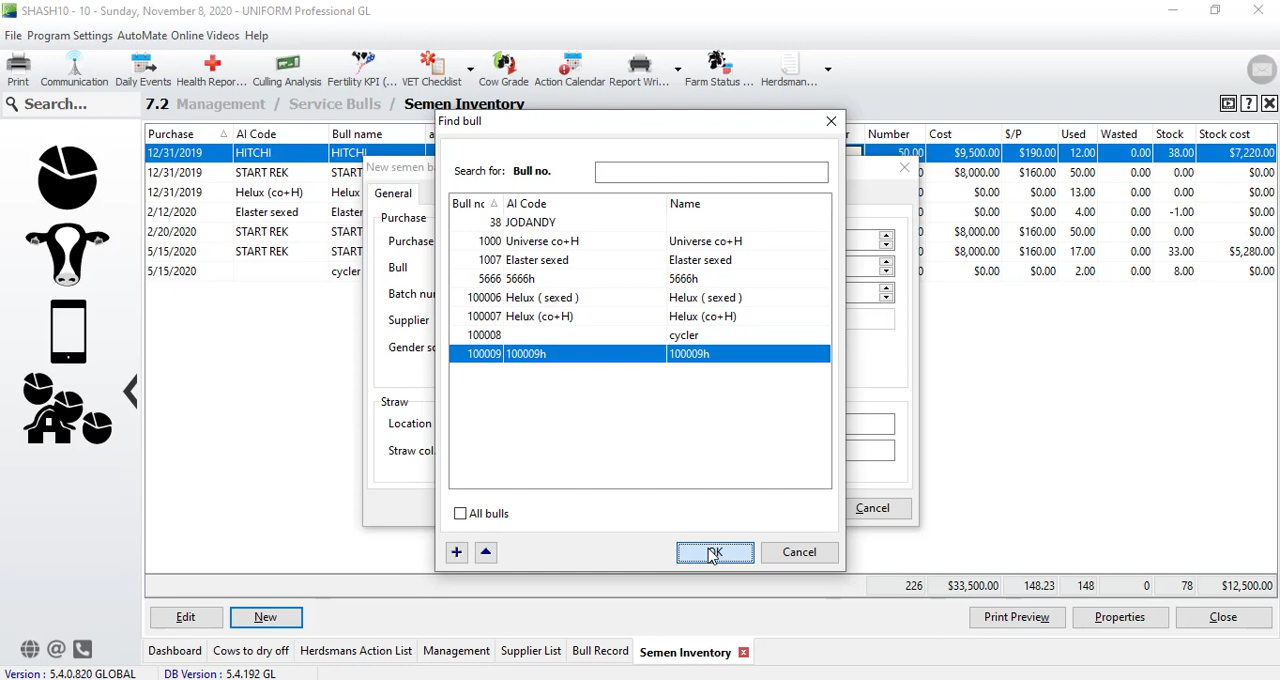 SHASH10 - 10 - Sunday, November 8, 2020 - UNIFORM Professional GL
File Program Settings AutoMate Online Videos Help
Print Communication Daily Events Health Repor... Culling Analysis Fertility KPI (... VET Checklist Cow Grade Action Calendar Report Wri... Farm Status ... Herdsman...
Search... 7.2 Management / Service Bulls / Semen Inventory
Purchase AI Code Bull name Number Cost $/P Used Wasted Stock Stock cost
12/31/2019 HITCHI HITCHI 50.00 $9,500.00 $190.00 12.00 0.00 38.00 $7,220.00
START REK $8,000.00 $160.00 50.00 0.00 0.00 $0.00
12/31/2019 Helux (co+H) Helux $0.00 $0.00 13.00 0.00 0.00 $0.00
2/12/2020 Elaster sexed $0.00 $0.00 4.00 0.00 -1.00 $0.00
2/20/2020 START REK $8,000.00 $160.00 50.00 0.00 0.00 $0.00
5/15/2020 START REK $8,000.00 $160.00 17.00 0.00 33.00 $5,280.00
5/15/2020 cycler $0.00 $0.00 2.00 0.00 8.00 $0.00
New semen
General
Purchase
Purchase
Bull
Batch
Supplier
Gender
Straw
Location
Straw
Cancel
Find bull
Search for: Bull no.
Bull AI Code Name
38 JODANDY
1000 Universe co+H Universe co+H
1007 Elaster sexed Elaster sexed
5666 5666h 5666h
100006 Helux ( sexed ) Helux ( sexed )
100007 Helux (co+H) Helux (co+H)
100008 cycler
100009 100009h 100009h
All bulls
OK Cancel
226 $33,500.00 148.23 148 0 78 $12,500.00
Edit New Print Preview Properties Close
Dashboard Cows to dry off Herdsmans Action List Management Supplier List Bull Record Semen Inventory
Version : 5.4.0.820 GLOBAL DB Version : 5.4.192 GL